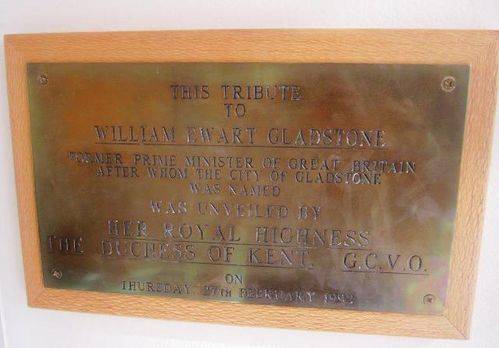 THIS TRIBUTE
TO
WILLIAM EWART GLADSTONE
FORMER PRIME MINISTER OF GREAT BRITAIN
AFTER WHOM THE CITY OF GLADSTONE
WAS NAMED
WAS UNVEILED BY
HER ROYAL HIGHNESS
THE DUCHESS OF KENT. G.C.V.O.
ON
THURSDAY 27TH FEBRUARY 1992